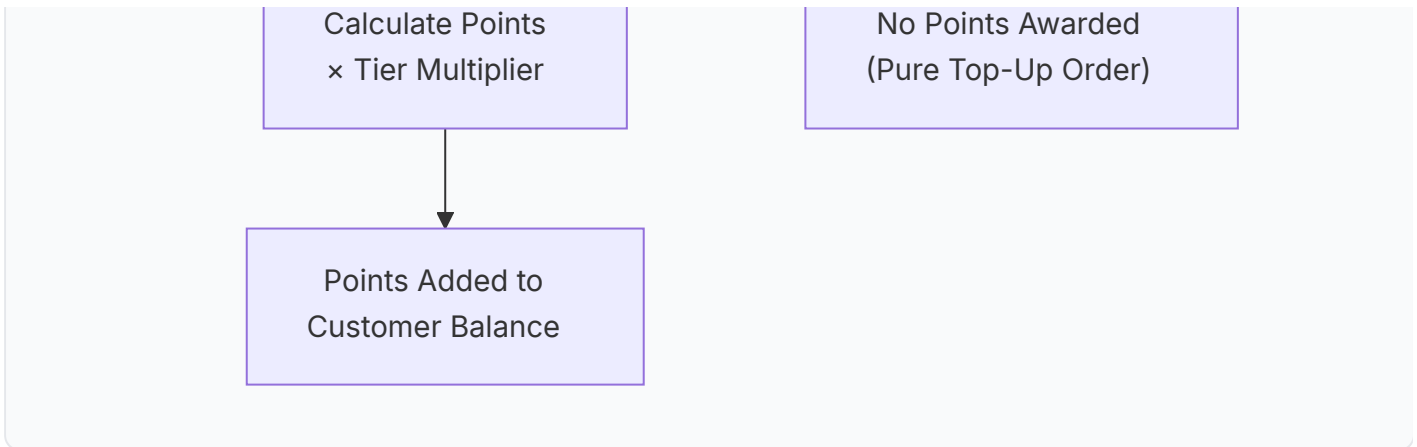 Calculate Points
× Tier Multiplier
No Points Awarded
(Pure Top-Up Order)
Points Added to
Customer Balance